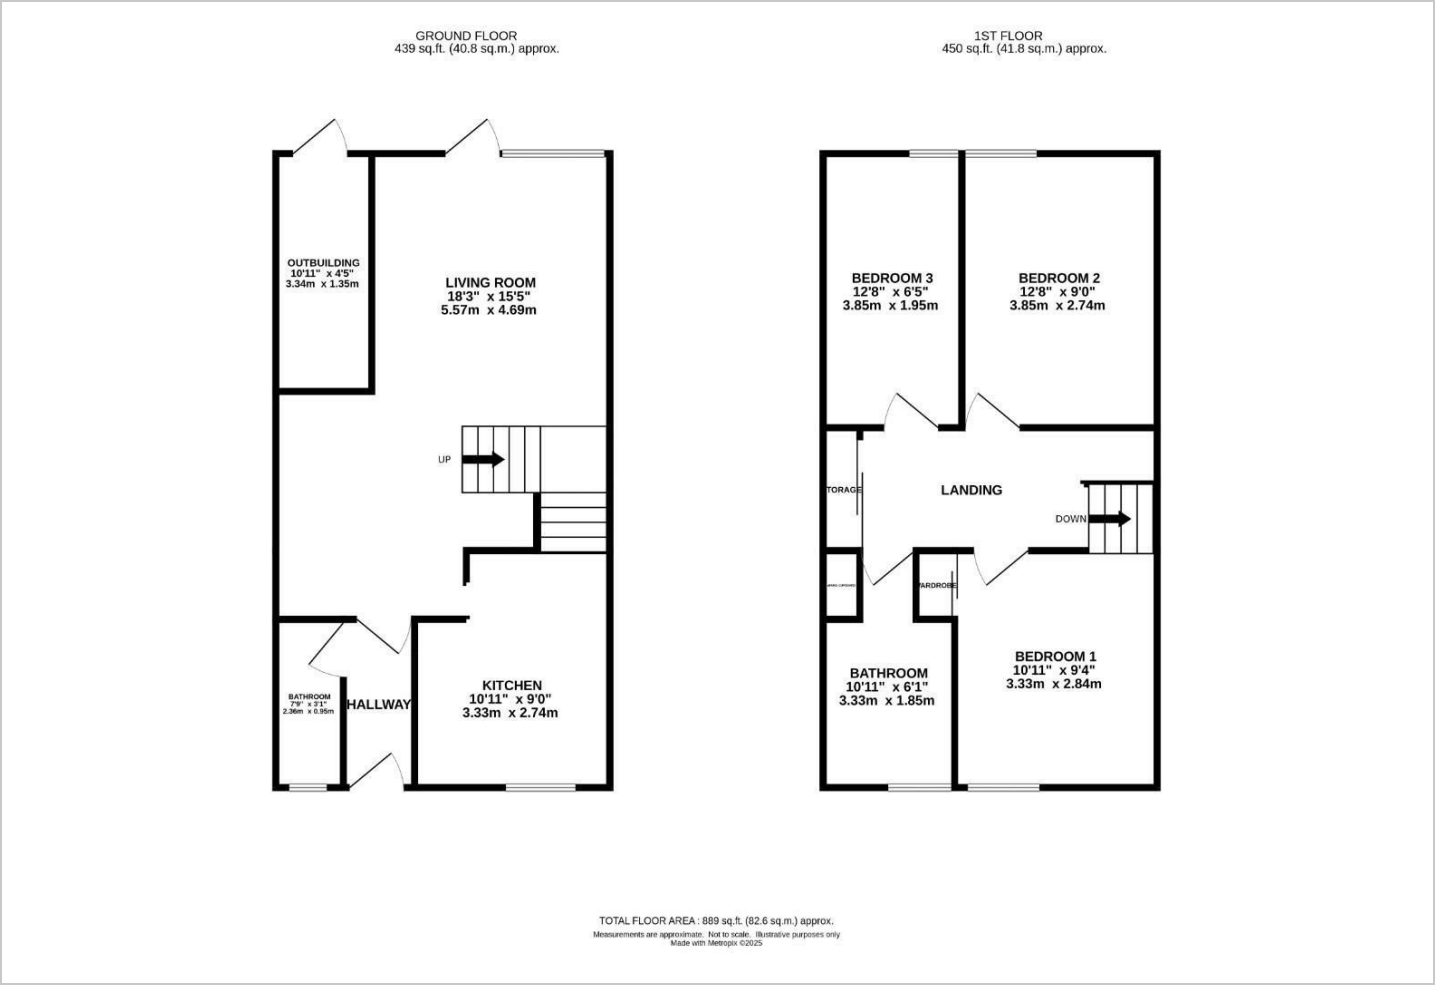 GROUND FLOOR
439 sq.ft. (40.8 sq.m.) approx.
1ST FLOOR
450 sq.ft. (41.8 sq.m.) approx.
OUTBUILDING
10'11" x 4'5"
3.34m x 1.35m
LIVING ROOM
18'3" x 15'5"
5.57m x 4.69m
UP
BATHROOM
7'9" x 3'1"
2.36m x 0.95m
HALLWAY
KITCHEN
10'11" x 9'0"
3.33m x 2.74m
BEDROOM 3
12'8" x 6'5"
3.85m x 1.95m
BEDROOM 2
12'8" x 9'0"
3.85m x 2.74m
TORAGE
LANDING
DOWN
ARDROBE
BATHROOM
10'11" x 6'1"
3.33m x 1.85m
BEDROOM 1
10'11" x 9'4"
3.33m x 2.84m
TOTAL FLOOR AREA : 889 sq.ft. (82.6 sq.m.) approx.
Measurements are approximate. Not to scale. Illustrative purposes only
Made with Metropix ©2025